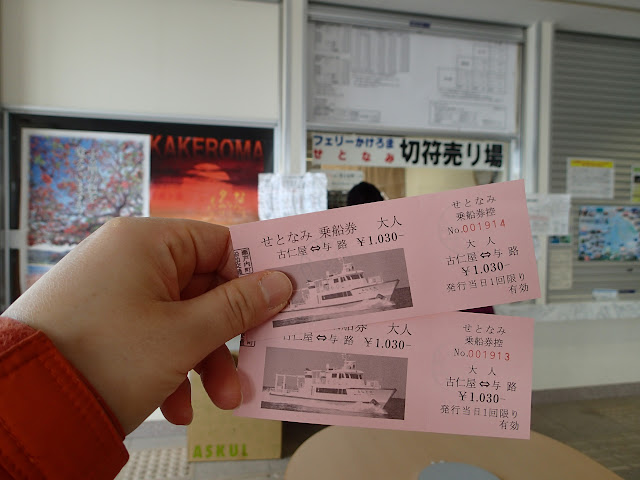 KAKEROMA
フェリーかけろま
せとなみ
切符売り場
せとなみ 乗船券 大人
古仁屋⇔与路 ￥1.030−
せとなみ
乗船券控
No.001914
大人
古仁屋⇔与路
￥1.030−
発行当日1回限り
有効
乗船券 大人
古仁屋⇔与路 ￥1.030−
せとなみ
乗船券控
No.001913
大人
古仁屋⇔与路
￥1.030−
発行当日1回限り
有効
ASKUL